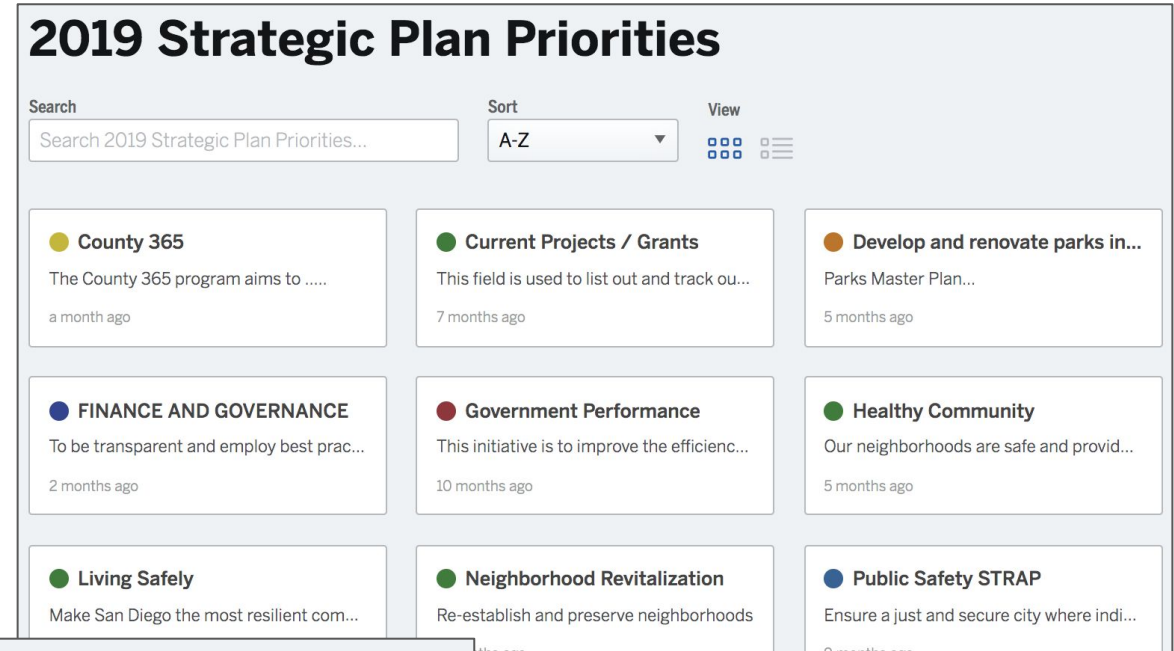 2019 Strategic Plan Priorities
Search
Sort
View
Search 2019 Strategic Plan Priorities...
A-Z
County 365
The County 365 program aims to .....
a month ago
Current Projects / Grants
This field is used to list out and track ou...
7 months ago
Develop and renovate parks in...
Parks Master Plan...
5 months ago
FINANCE AND GOVERNANCE
To be transparent and employ best prac...
2 months ago
Government Performance
This initiative is to improve the efficienc...
10 months ago
Healthy Community
Our neighborhoods are safe and provid...
5 months ago
Living Safely
Make San Diego the most resilient com...
Neighborhood Revitalization
Re-establish and preserve neighborhoods
Public Safety STRAP
Ensure a just and secure city where indi...